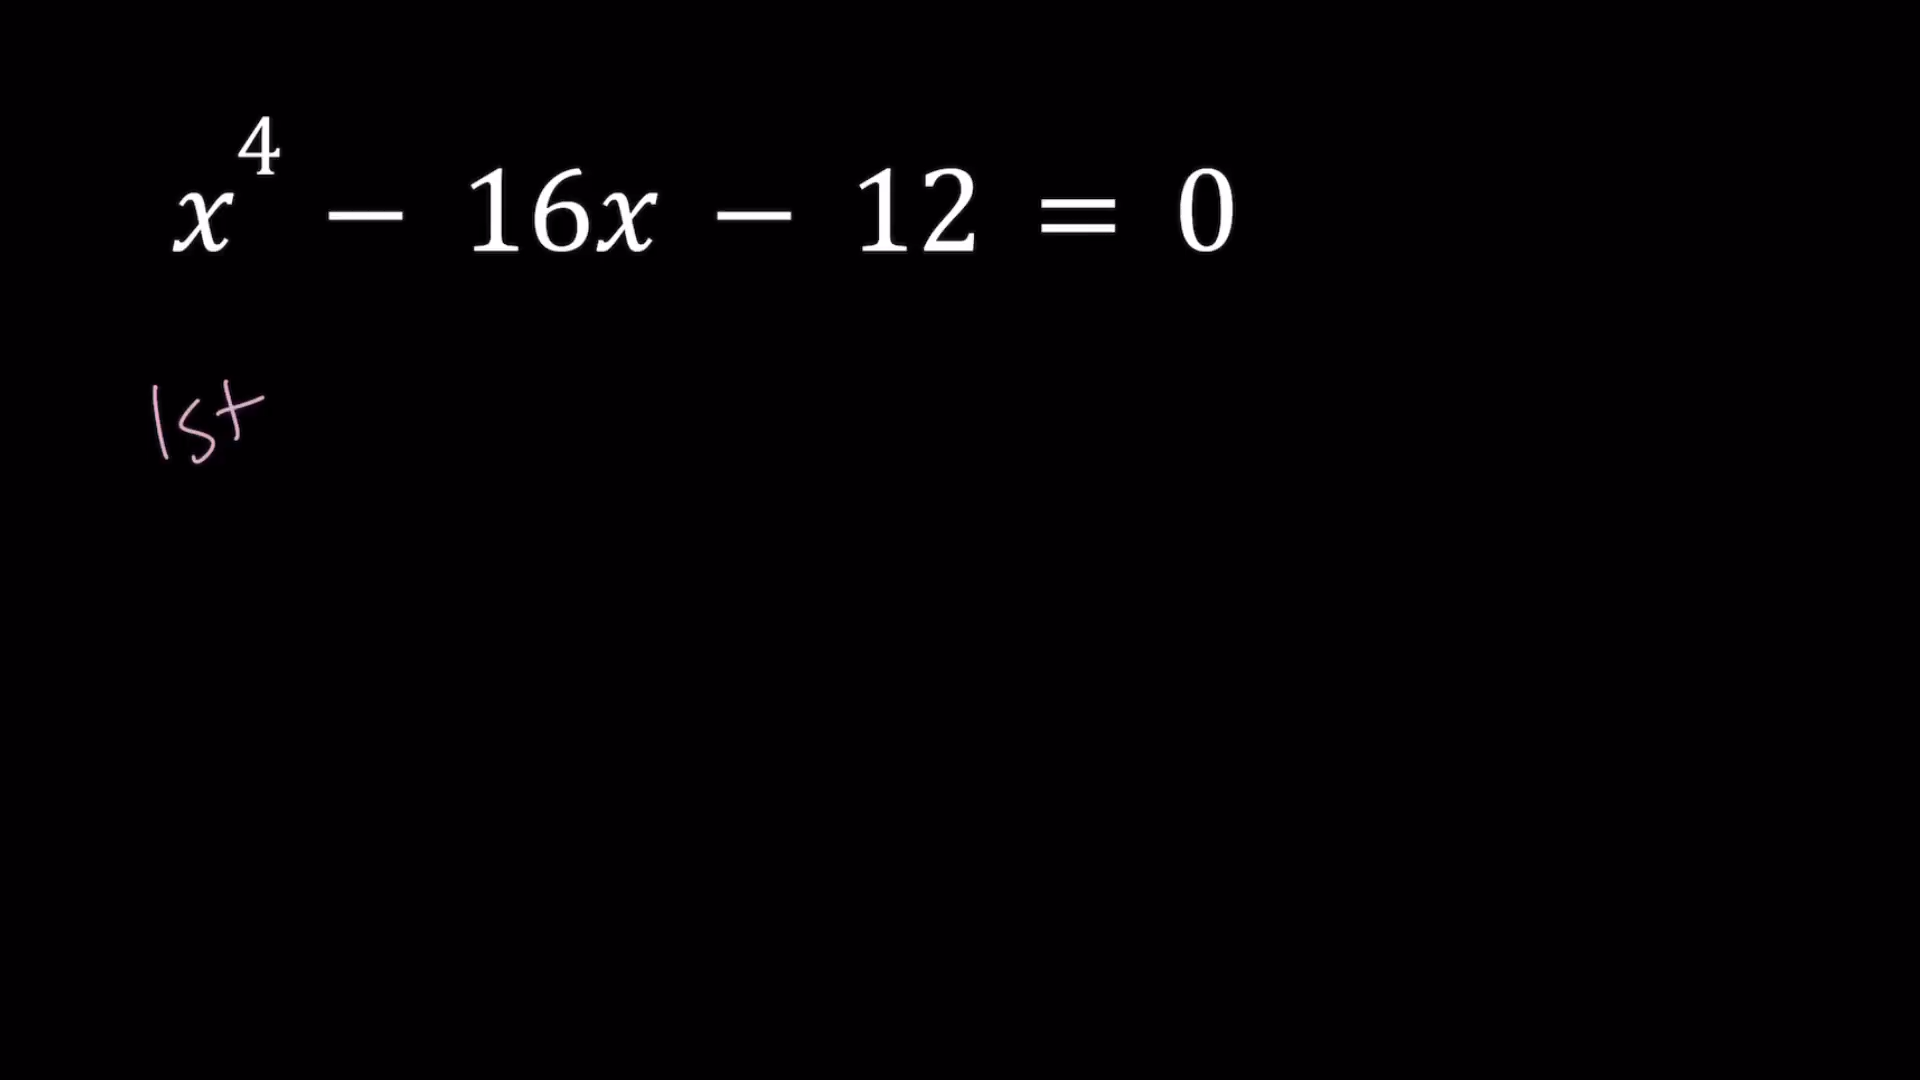 x⁴ − 16x − 12 = 0
1st